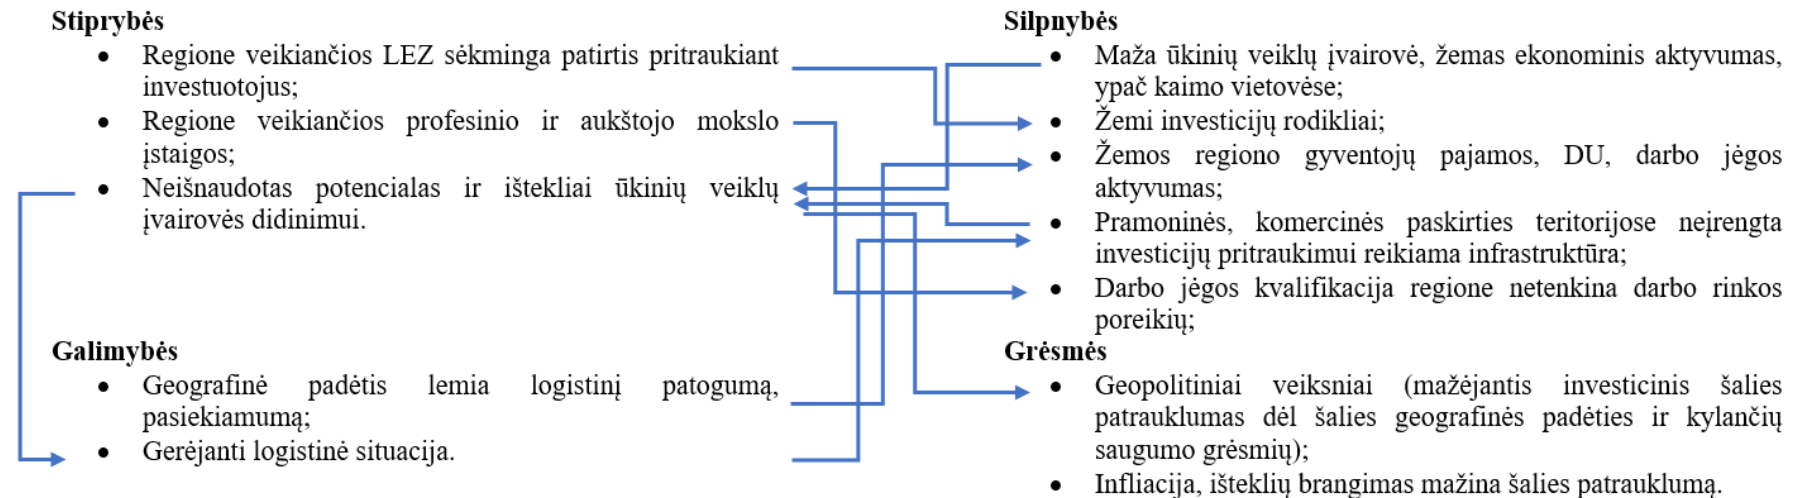 Stiprybės
• Regione veikiančios LEZ sėkminga patirtis pritraukiant
investuotojus;
• Regione veikiančios profesinio ir aukštojo mokslo
įstaigos;
• Neišnaudotas potencialas ir ištekliai ūkinių veiklų
įvairovės didinimui.
Silpnybės
• Maža ūkinių veiklų įvairovė, žemas ekonominis aktyvumas,
ypač kaimo vietovėse;
• Žemi investicijų rodikliai;
• Žemos regiono gyventojų pajamos, DU, darbo jėgos
aktyvumas;
• Pramoninės, komercinės paskirties teritorijose neįrengta
investicijų pritraukimui reikiama infrastruktūra;
• Darbo jėgos kvalifikacija regione netenkina darbo rinkos
poreikių;
Galimybės
• Geografinė padėtis lemia logistinį patogumą,
pasiekiamumą;
• Gerėjanti logistinė situacija.
Grėsmės
• Geopolitiniai veiksniai (mažėjantis investicinis šalies
patrauklumas dėl šalies geografinės padėties ir kylančių
saugumo grėsmių);
• Infliacija, išteklių brangimas mažina šalies patrauklumą.